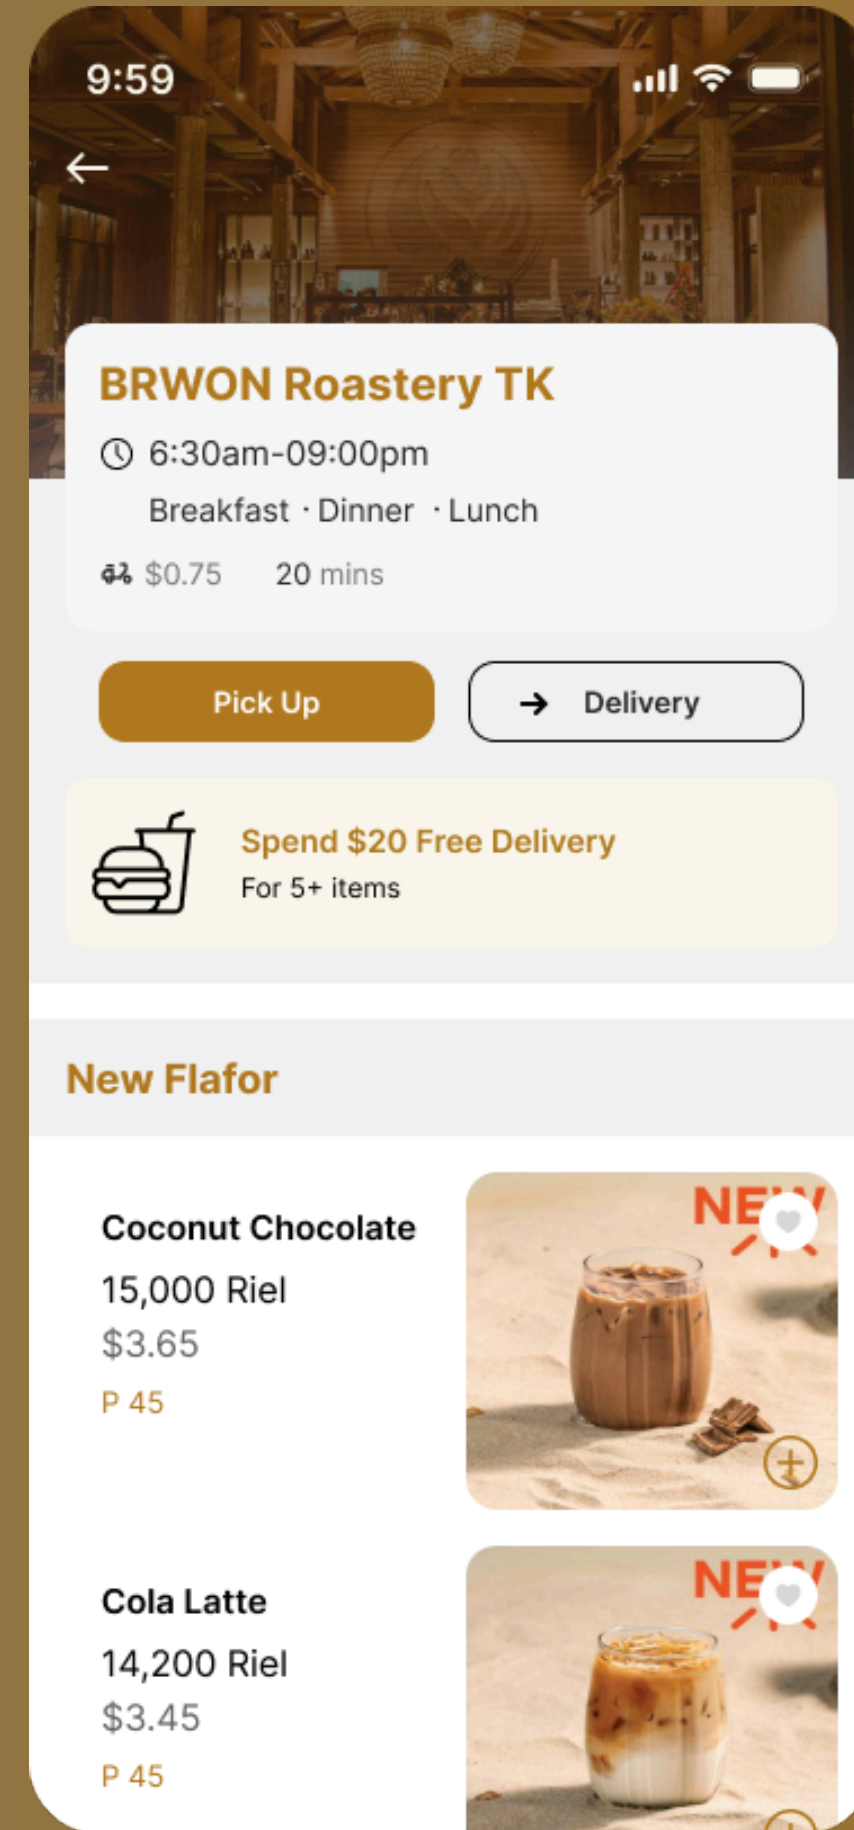 9:59
BRWON Roastery TK
6:30am-09:00pm
Breakfast · Dinner · Lunch
$0.75 20 mins
Pick Up
Delivery
Spend $20 Free Delivery
For 5+ items
New Flafor
NEW
Coconut Chocolate
15,000 Riel
$3.65
P 45
NEW
Cola Latte
14,200 Riel
$3.45
P 45